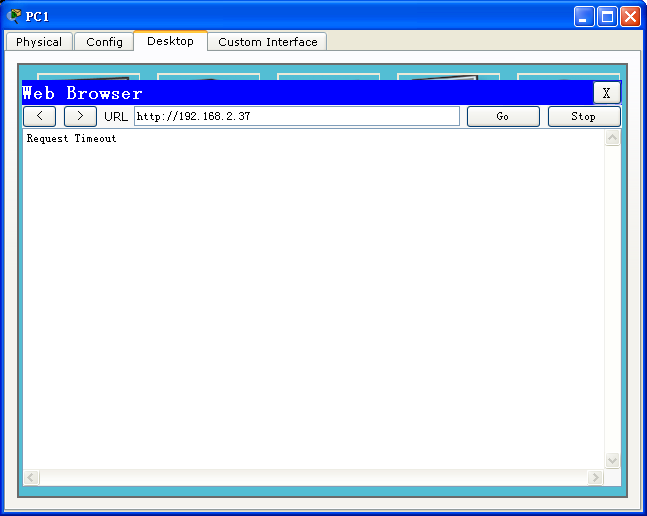 PC1
Physical Config Desktop Custom Interface
Web Browser X
< > URL http://192.168.2.37 Go Stop
Request Timeout